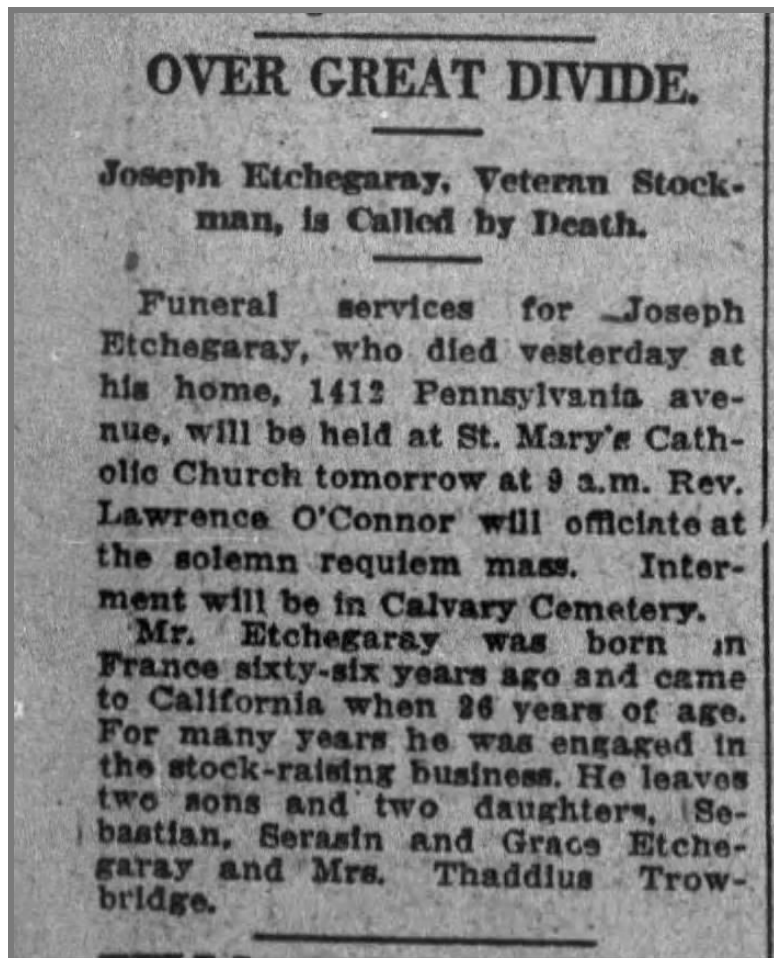 OVER GREAT DIVIDE.
Joseph Etchegaray, Veteran Stock-
man, is Called by Death.
Funeral services for Joseph
Etchegaray, who died yesterday at
his home, 1412 Pennsylvania ave-
nue, will be held at St. Mary's Cath-
olic Church tomorrow at 9 a.m. Rev.
Lawrence O'Connor will officiate at
the solemn requiem mass. Inter-
ment will be in Calvary Cemetery.
Mr. Etchegaray was born in
France sixty-six years ago and came
to California when 26 years of age.
For many years he was engaged in
the stock-raising business. He leaves
two sons and two daughters, Se-
bastian, Serasin and Grace Etche-
garay and Mrs. Thaddius Trow-
bridge.